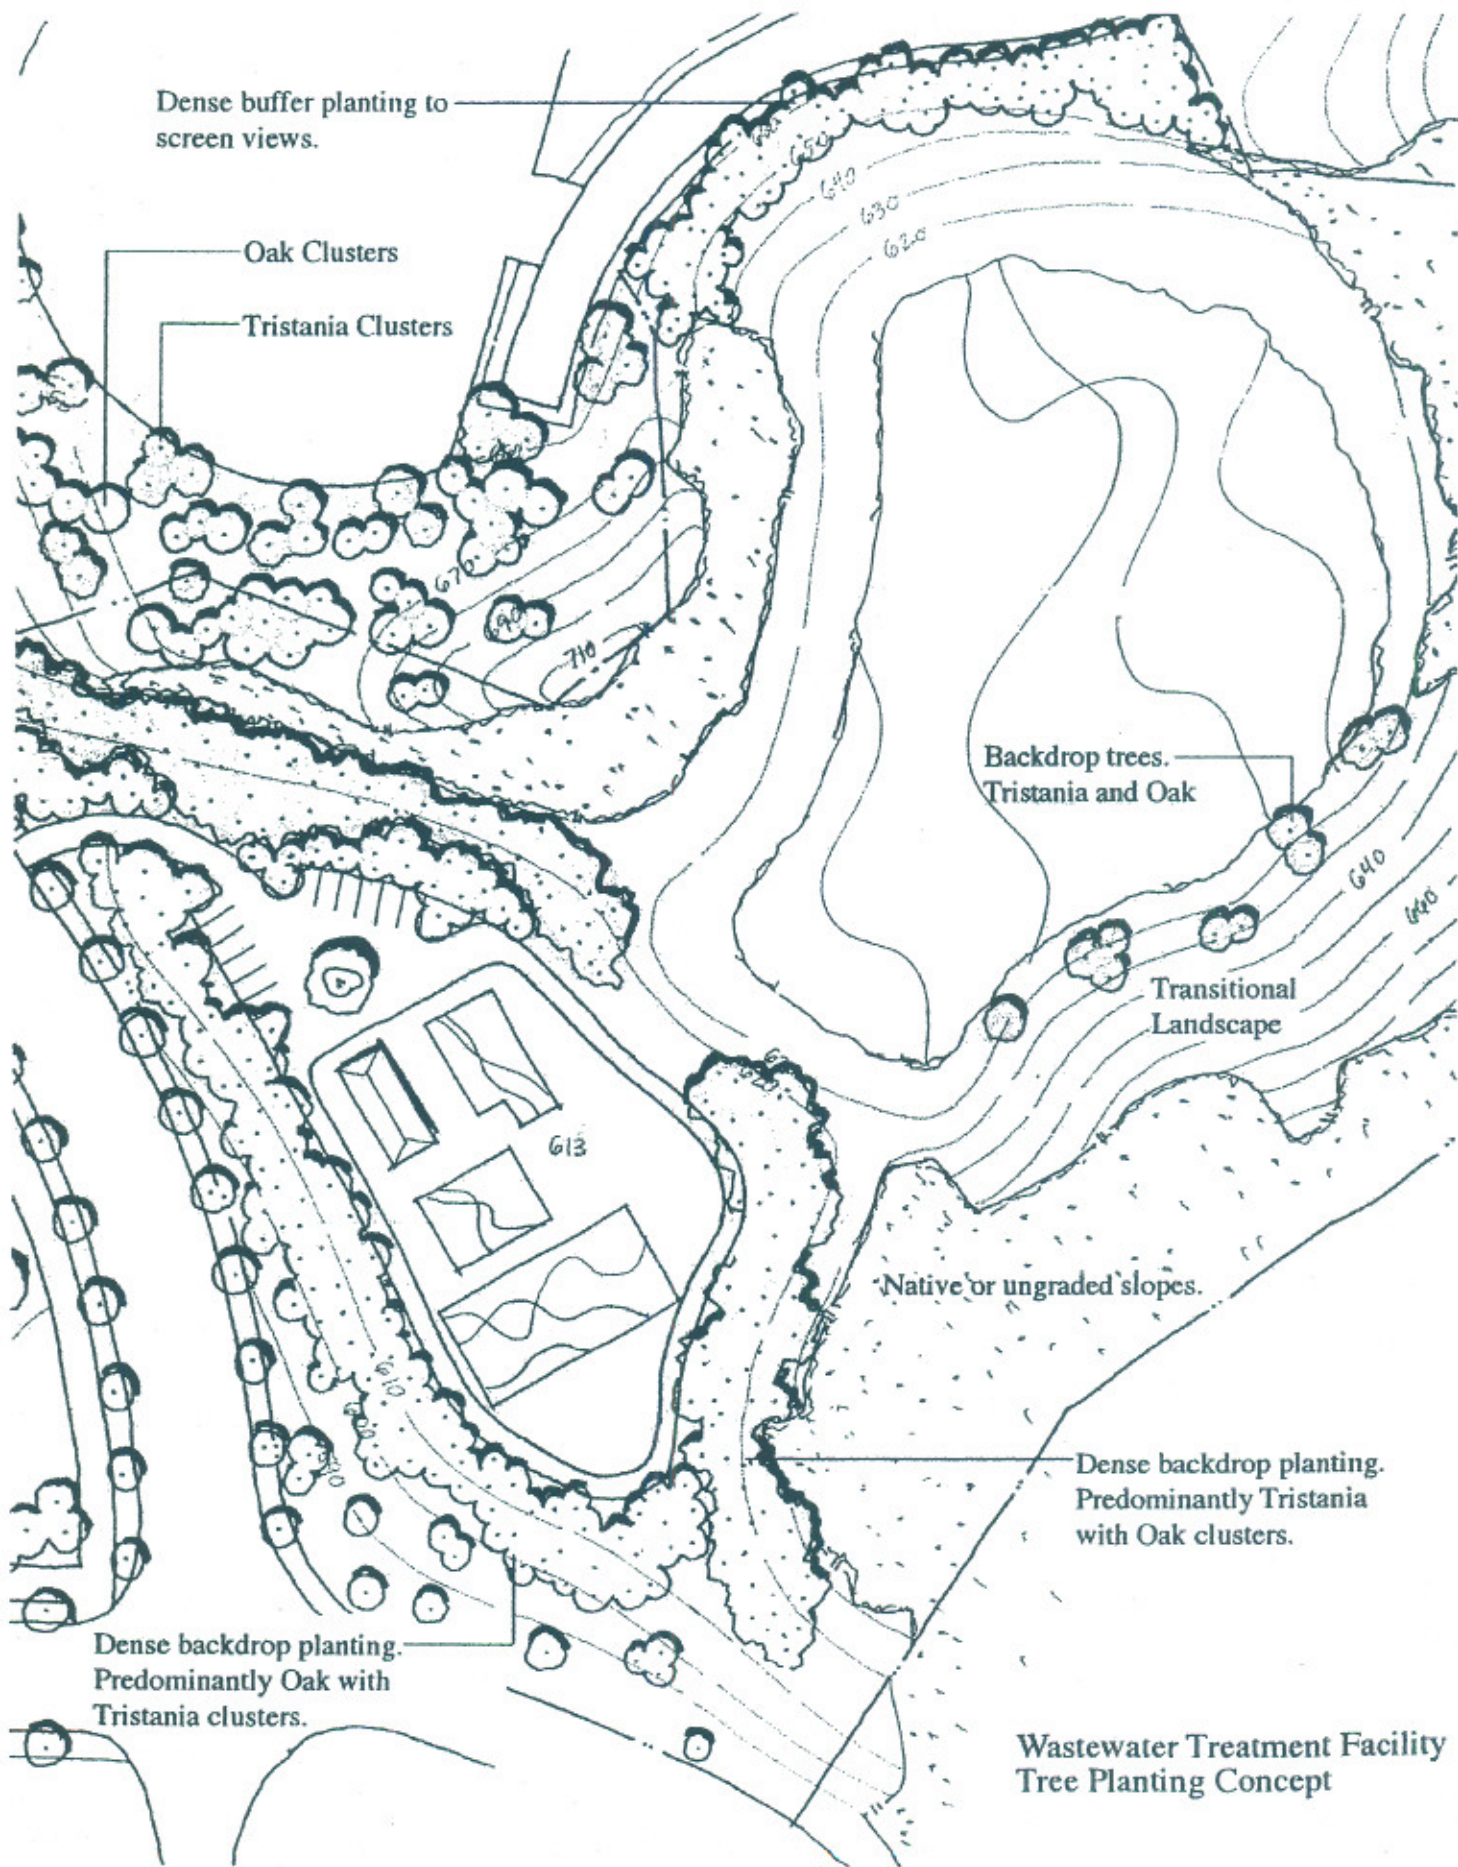 Dense buffer planting to
screen views.
650
640
630
620
Oak Clusters
Tristania Clusters
670
690
710
Backdrop trees.
Tristania and Oak
640
660
Transitional
Landscape
613
Native or ungraded slopes.
610
Dense backdrop planting.
Predominantly Tristania
with Oak clusters.
Dense backdrop planting.
Predominantly Oak with
Tristania clusters.
Wastewater Treatment Facility
Tree Planting Concept